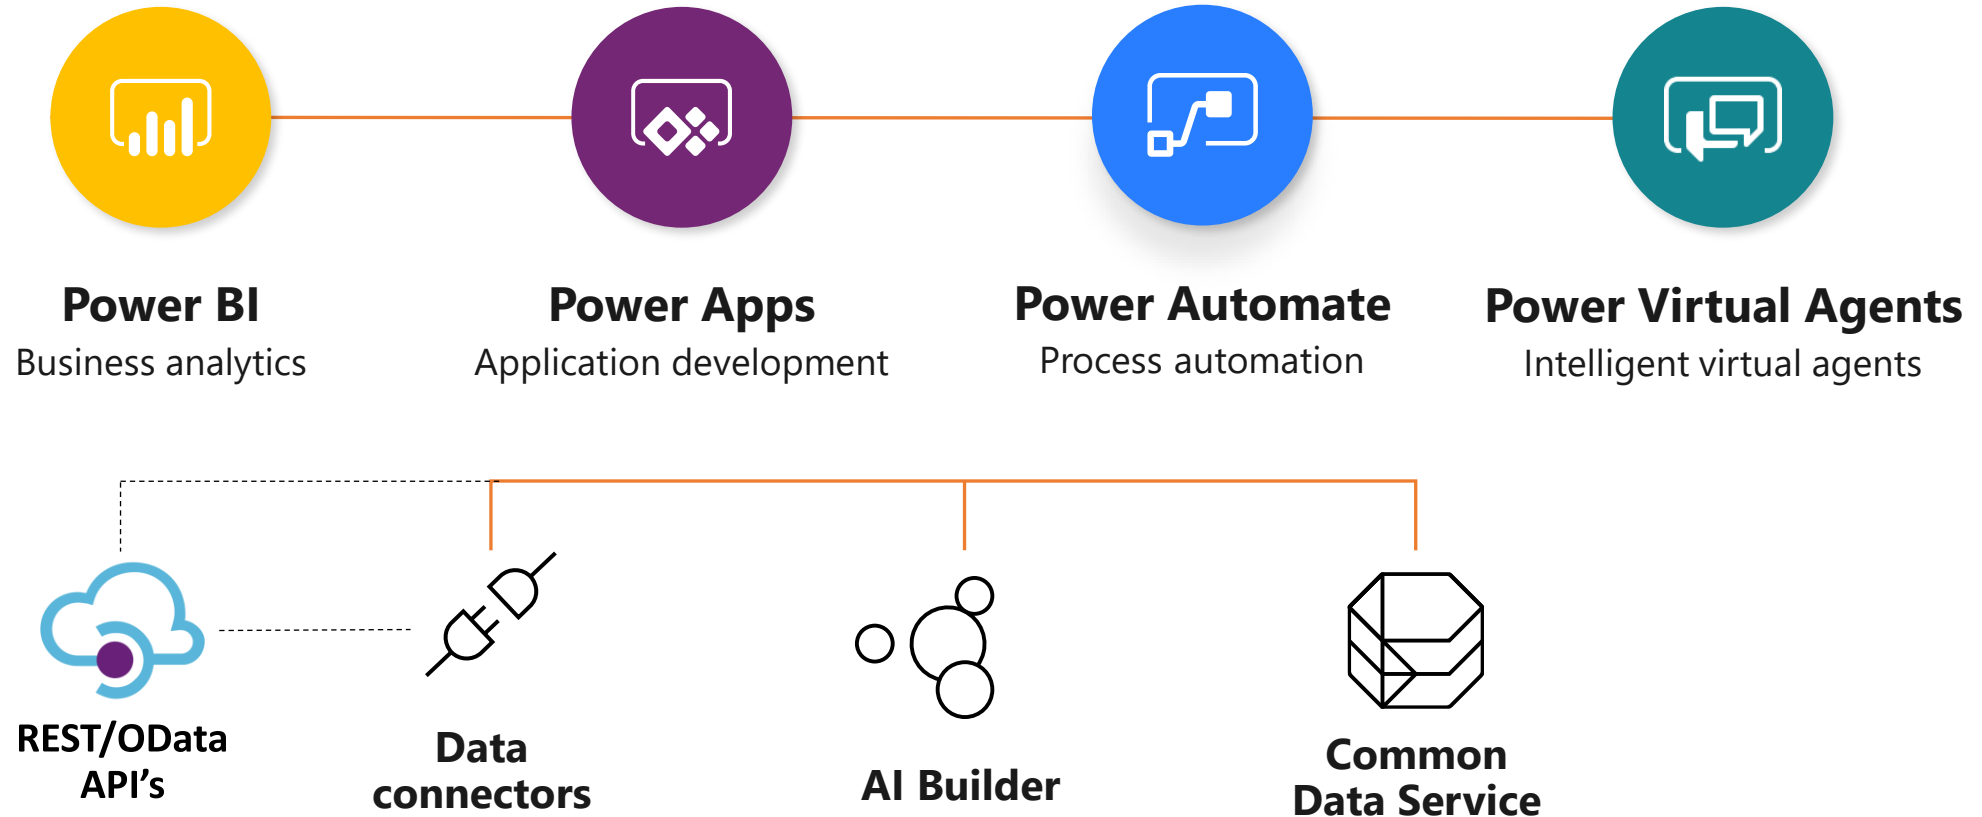 Power BI
Business analytics
Power Apps
Application development
Power Automate
Process automation
Power Virtual Agents
Intelligent virtual agents
REST/OData
API’s
Data
connectors
AI Builder
Common
Data Service